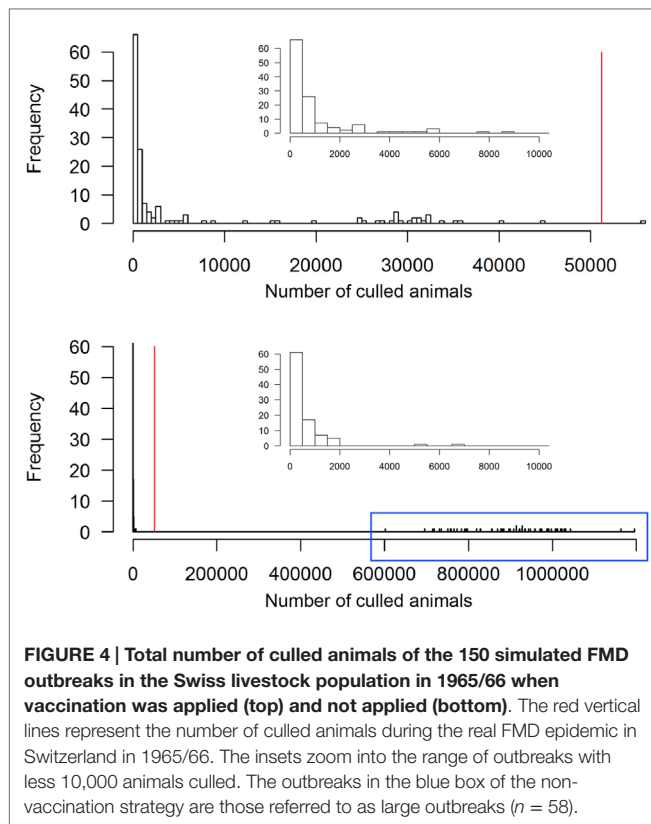 60
50
40
30
20
10
0
Frequency
60
50
40
30
20
10
0
0 2000 4000 6000 8000 10000
0 10000 20000 30000 40000 50000
Number of culled animals
60
50
40
30
20
10
0
Frequency
60
50
40
30
20
10
0
0 2000 4000 6000 8000 10000
0 200000 400000 600000 800000 1000000
Number of culled animals
FIGURE 4 | Total number of culled animals of the 150 simulated FMD
outbreaks in the Swiss livestock population in 1965/66 when
vaccination was applied (top) and not applied (bottom). The red vertical
lines represent the number of culled animals during the real FMD epidemic in
Switzerland in 1965/66. The insets zoom into the range of outbreaks with
less 10,000 animals culled. The outbreaks in the blue box of the non-
vaccination strategy are those referred to as large outbreaks (n = 58).